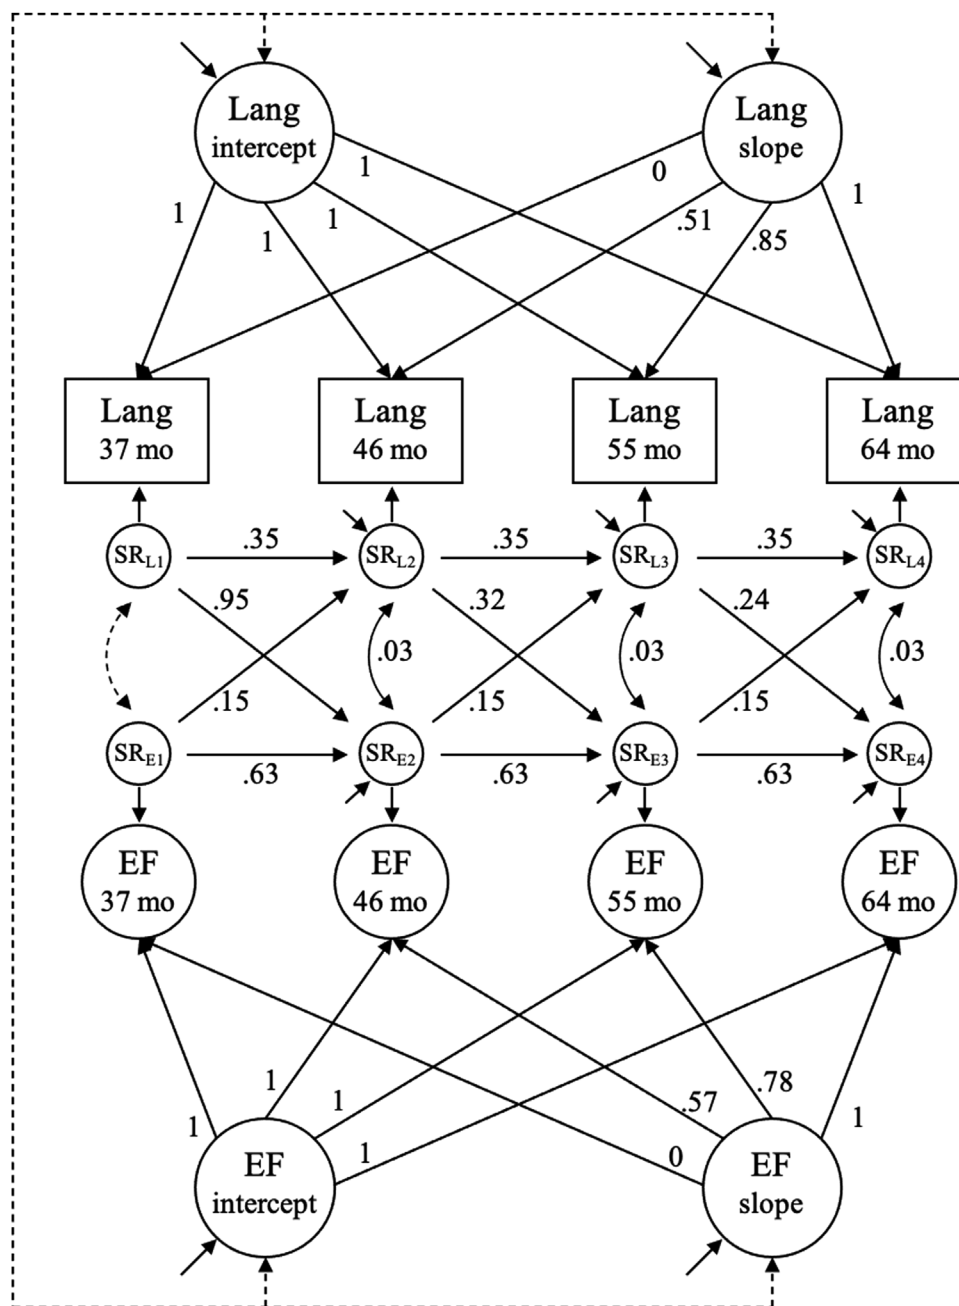 Lang
intercept
Lang
slope
1
1
1
1
0
.51
.85
1
Lang
37 mo
Lang
46 mo
Lang
55 mo
Lang
64 mo
SRL1
.35
SRL2
.35
SRL3
.35
SRL4
.95
.32
.24
.03
.03
.03
.15
.15
.15
SRE1
.63
SRE2
.63
SRE3
.63
SRE4
EF
37 mo
EF
46 mo
EF
55 mo
EF
64 mo
1
1
1
1
0
.57
.78
1
EF
intercept
EF
slope